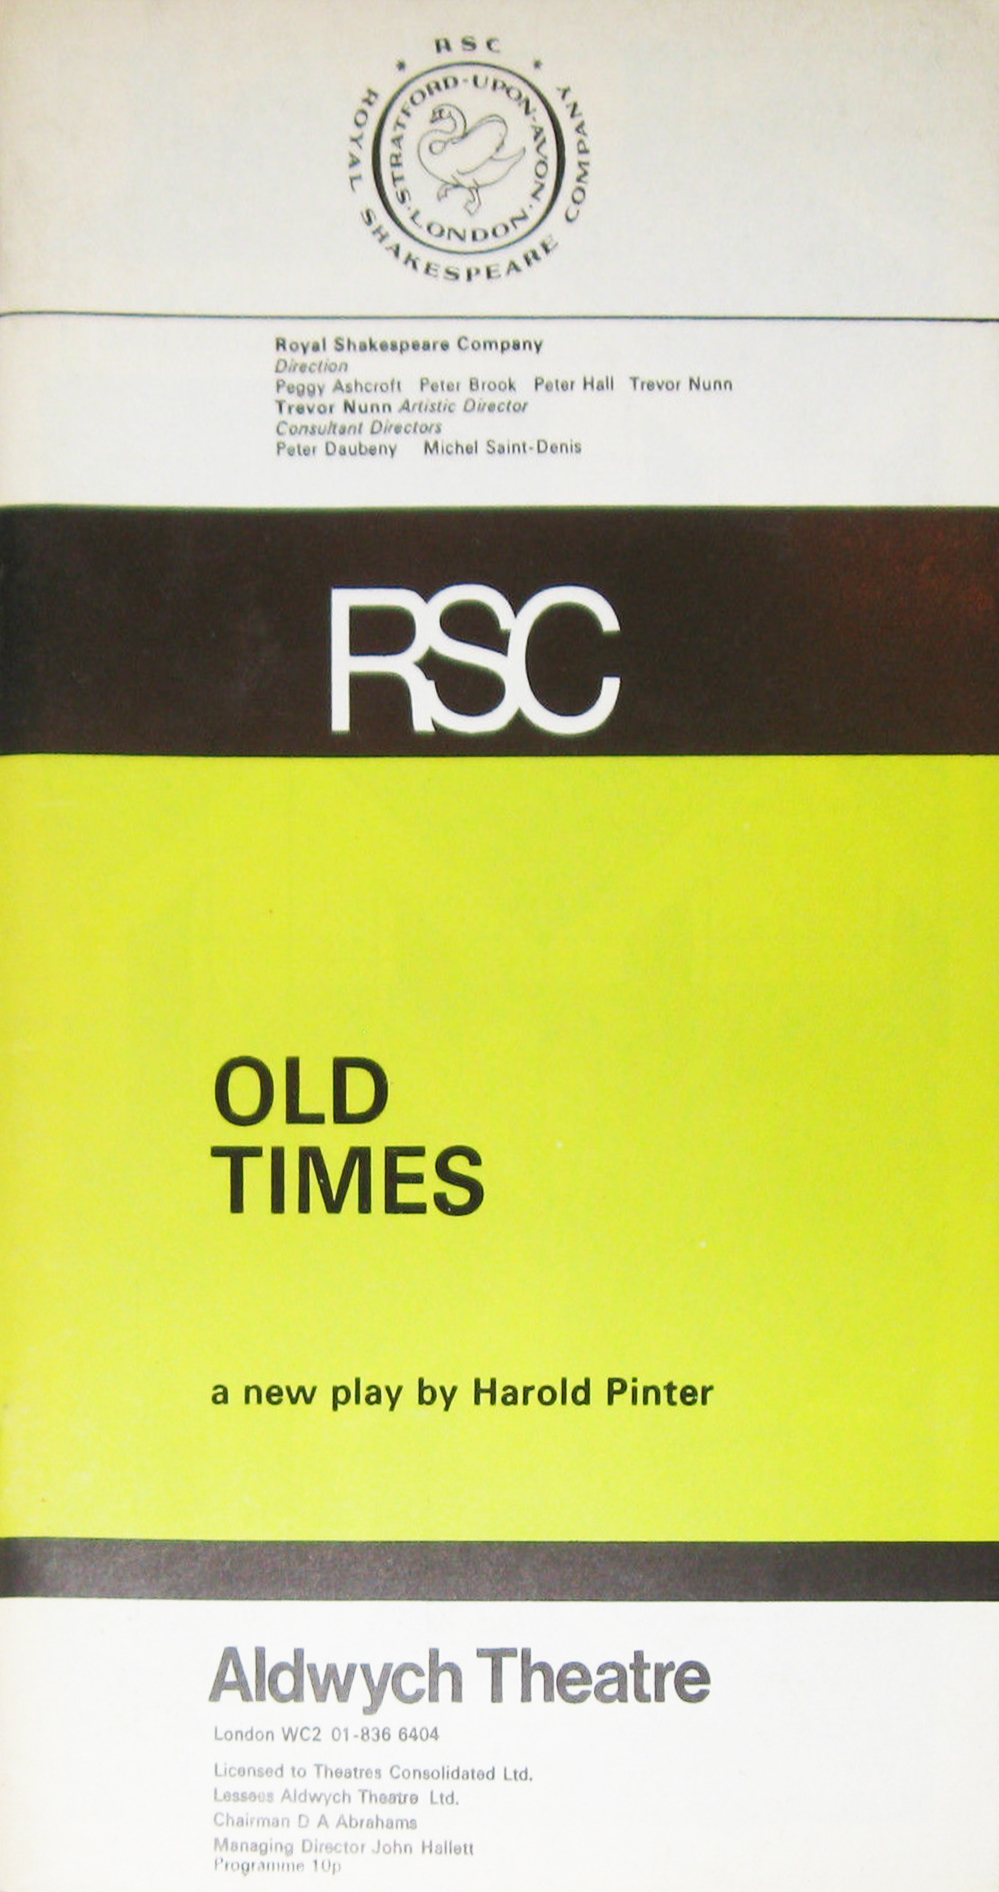 RSC
ROYAL SHAKESPEARE COMPANY
STRATFORD-UPON-AVON · LONDON ·
Royal Shakespeare Company
Direction
Peggy Ashcroft Peter Brook Peter Hall Trevor Nunn
Trevor Nunn Artistic Director
Consultant Directors
Peter Daubeny Michel Saint-Denis
RSC
OLD
TIMES
a new play by Harold Pinter
Aldwych Theatre
London WC2 01-836 6404
Licensed to Theatres Consolidated Ltd.
Lessees Aldwych Theatre Ltd.
Chairman D A Abrahams
Managing Director John Hallett
Programme 10p